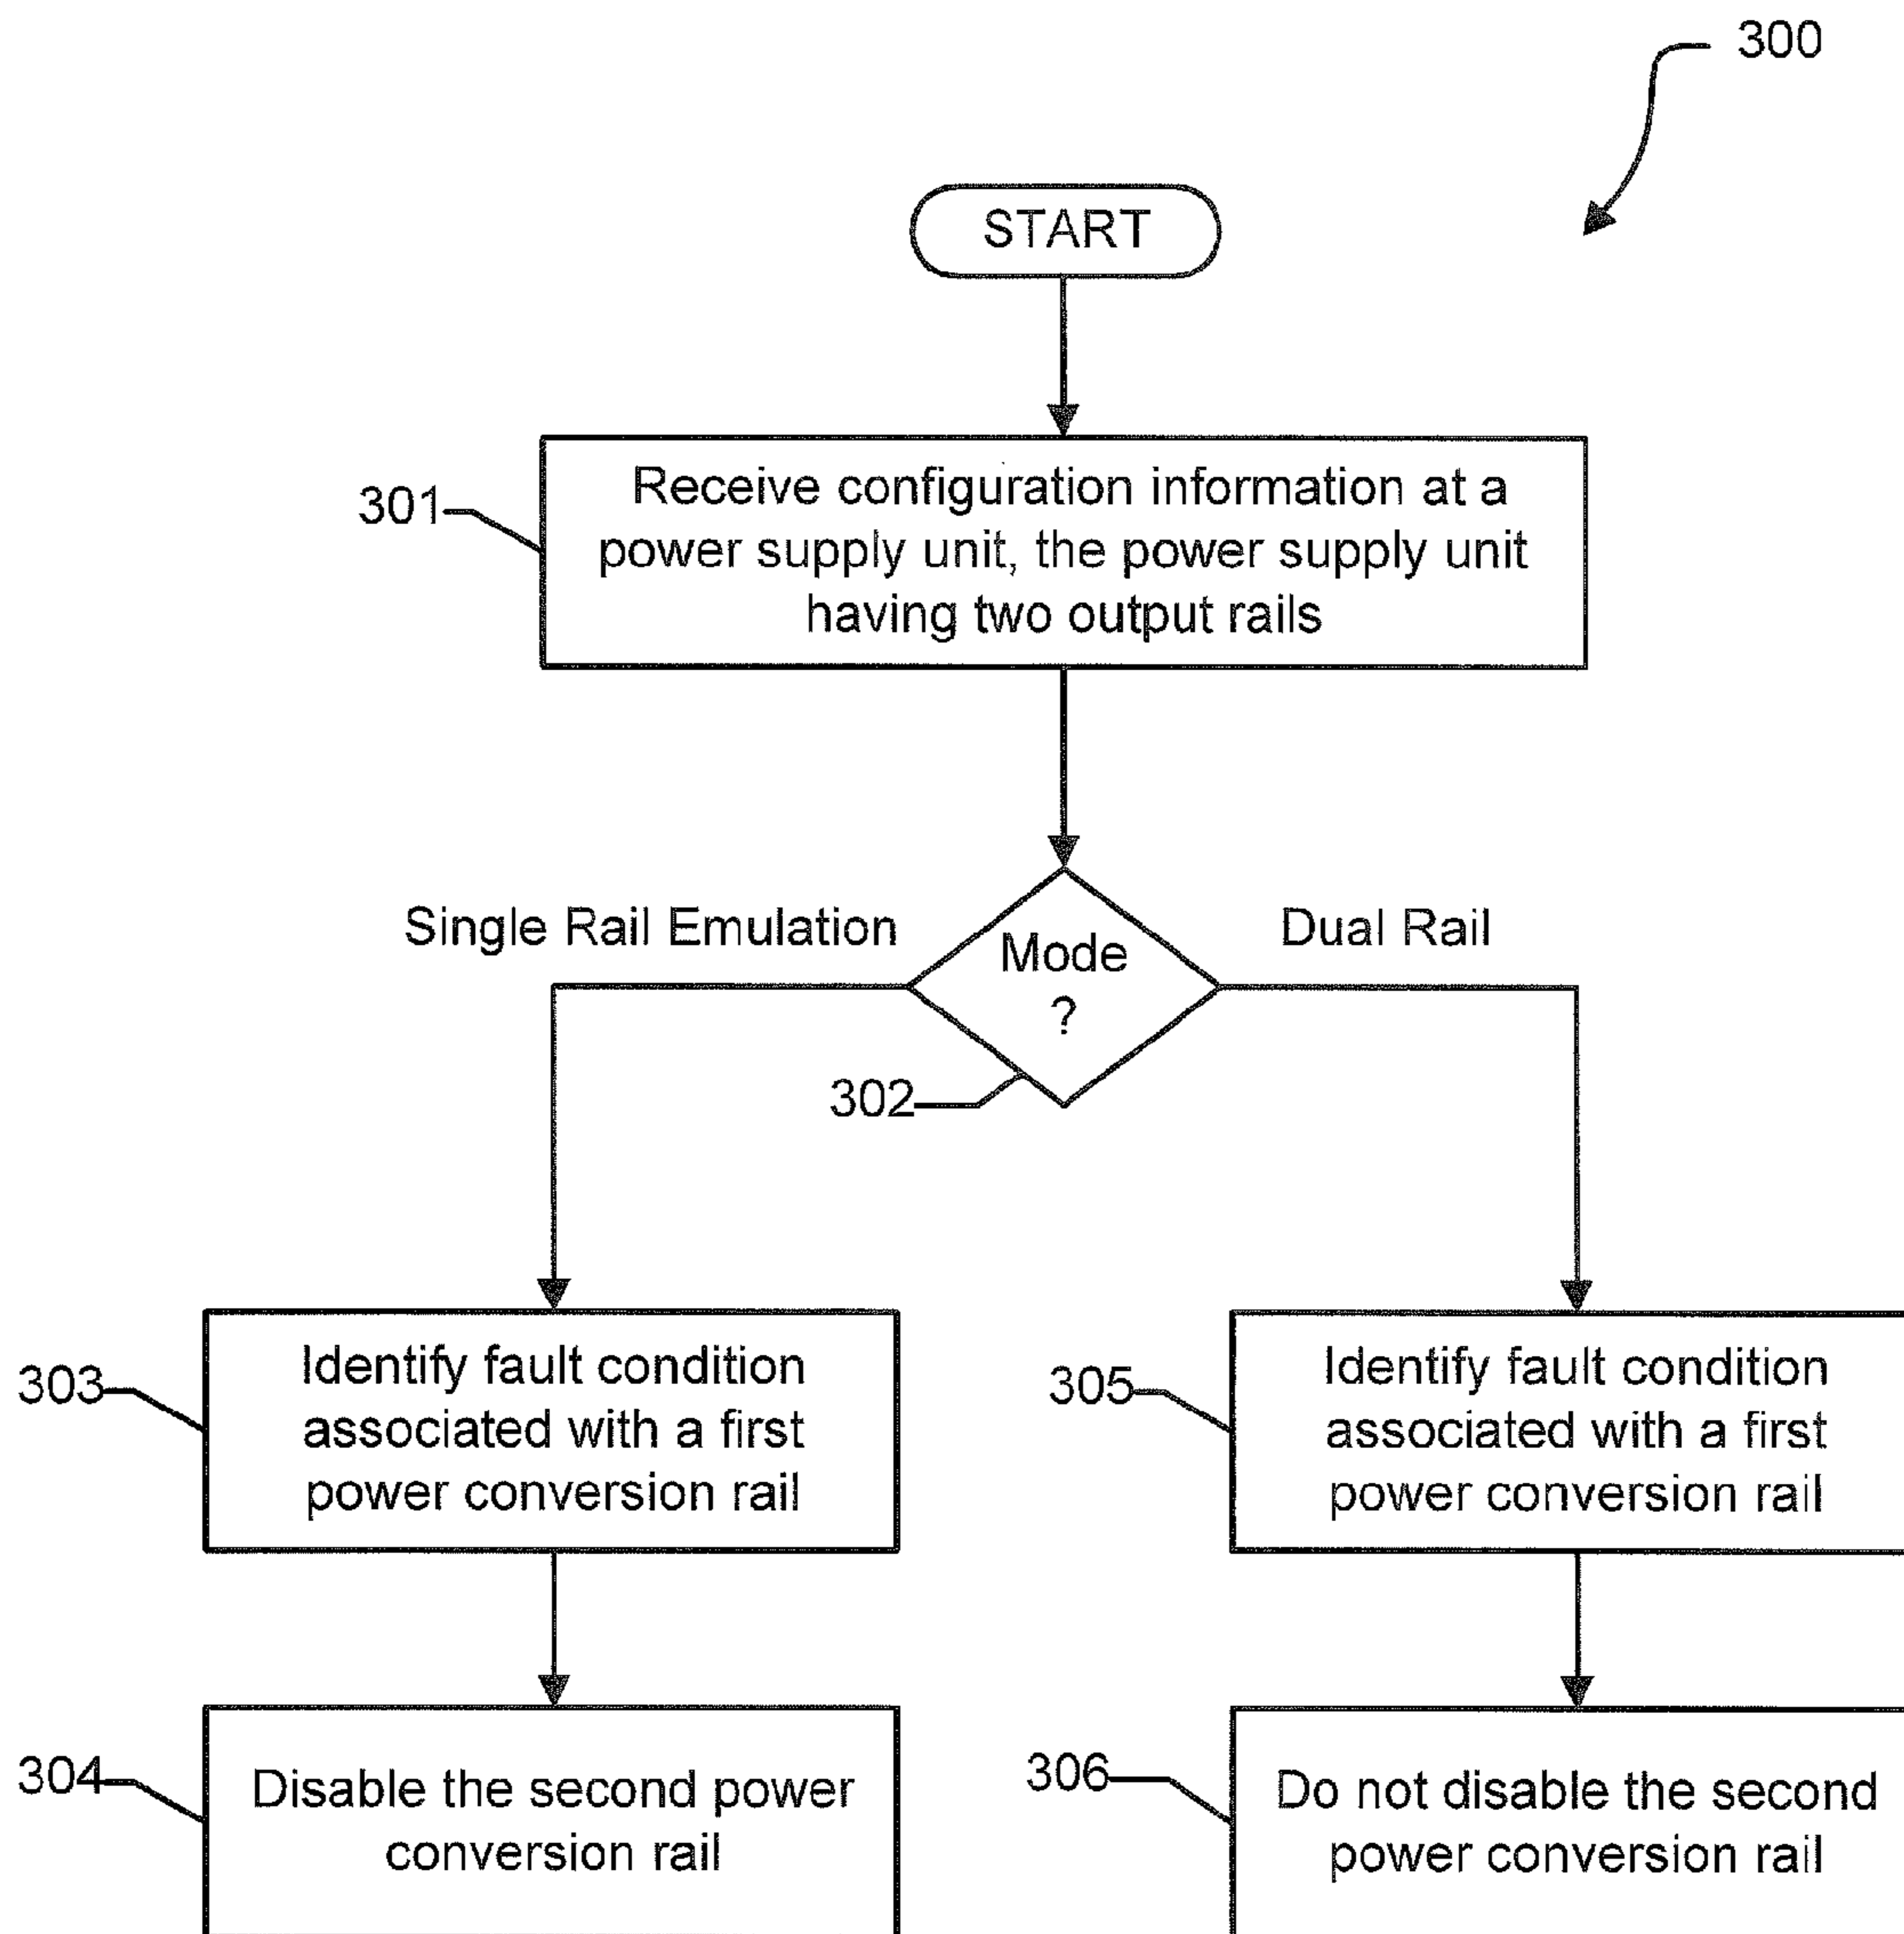 300
START
301
Receive configuration information at a
power supply unit, the power supply unit
having two output rails
Single Rail Emulation
Mode
?
Dual Rail
302
303
Identify fault condition
associated with a first
power conversion rail
305
Identify fault condition
associated with a first
power conversion rail
304
Disable the second power
conversion rail
306
Do not disable the second
power conversion rail